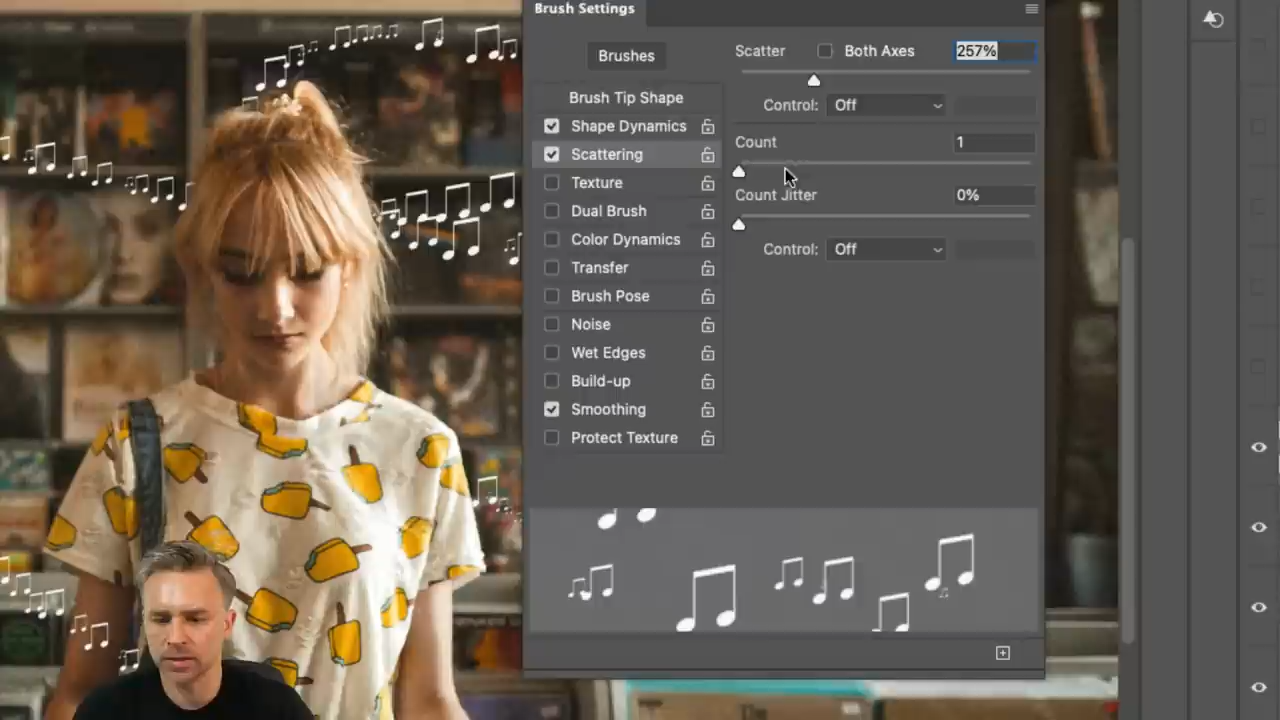 Brush Settings
Brushes
Brush Tip Shape
Shape Dynamics
Scattering
Texture
Dual Brush
Color Dynamics
Transfer
Brush Pose
Noise
Wet Edges
Build-up
Smoothing
Protect Texture
Scatter Both Axes 257%
Control: Off
Count 1
Count Jitter 0%
Control: Off